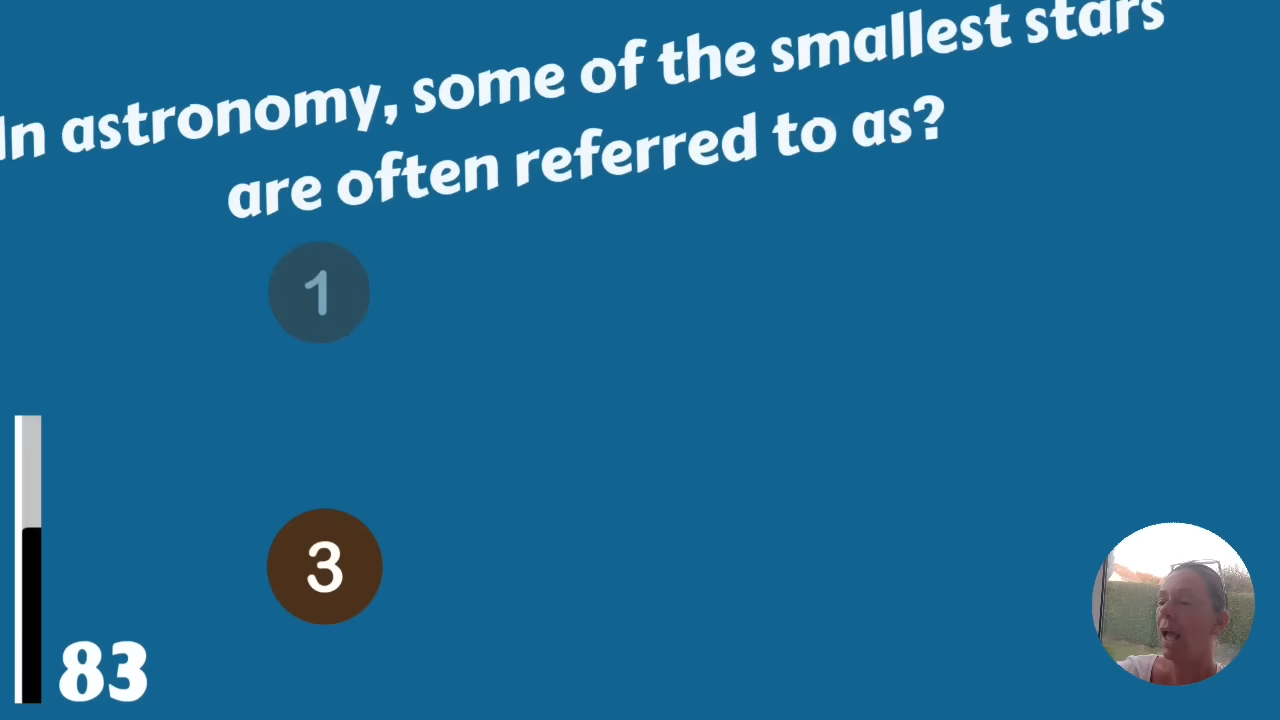 In astronomy, some of the smallest stars
are often referred to as?
1
3
83